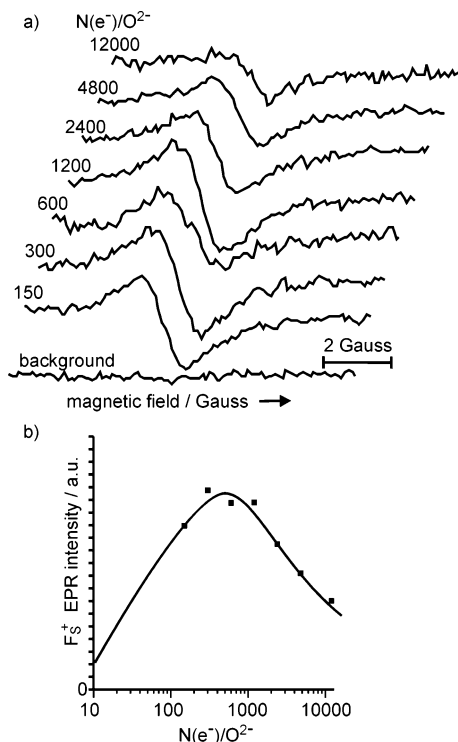 a)
N(e⁻)/O²⁻
12000
4800
2400
1200
600
300
150
background
2 Gauss
magnetic field / Gauss
b)
F_S^+ EPR intensity / a.u.
0
10
100
1000
10000
N(e⁻)/O²⁻